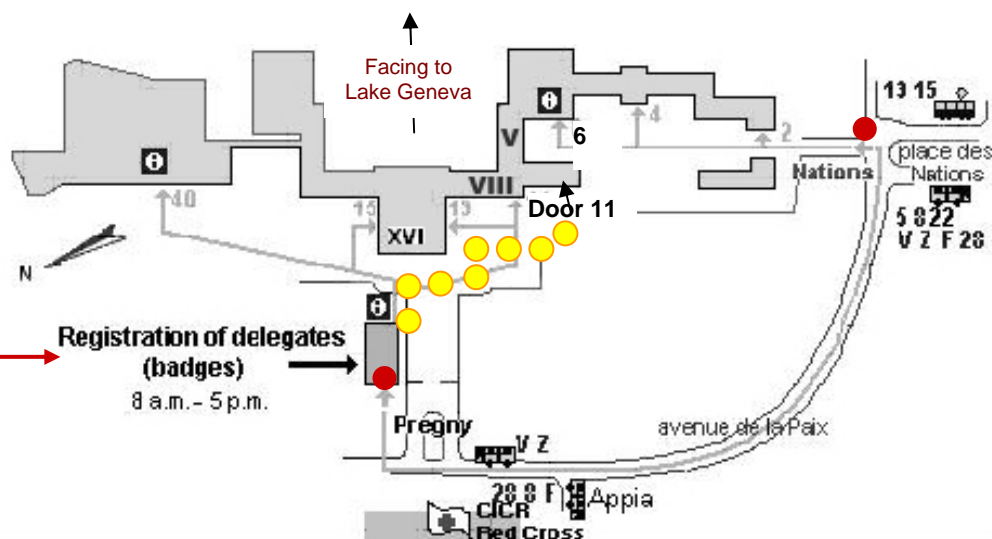 Facing to
Lake Geneva
13 15
V
6
4
2
place des
Nations
Nations
40
VIII
15
13
Door 11
5 8 22
V Z F 28
XVI
N
Registration of delegates
(badges)
8 a.m. - 5 p.m.
Pregny
avenue de la Paix
V Z
28 8 F
Appia
CICR
Red Cross